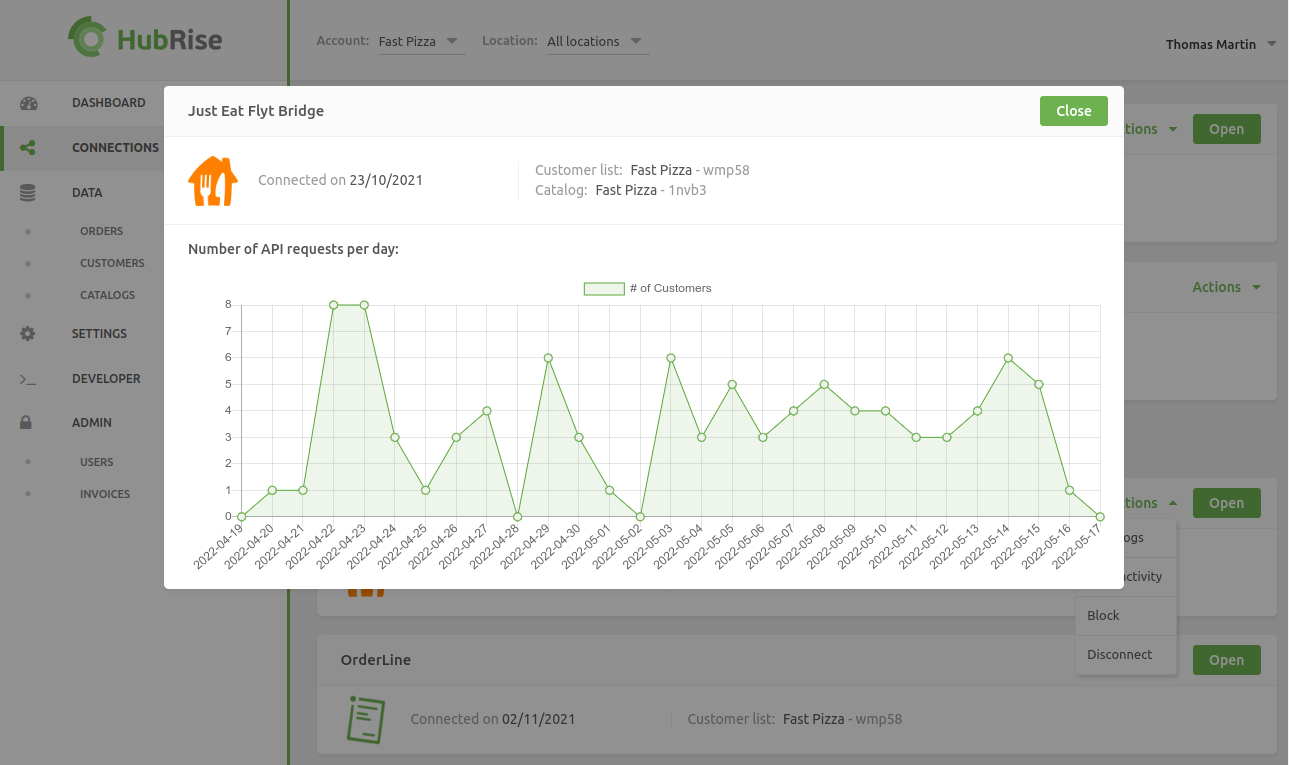 HubRise
Account: Fast Pizza
Location: All locations
Thomas Martin
DASHBOARD
CONNECTIONS
DATA
ORDERS
CUSTOMERS
CATALOGS
SETTINGS
DEVELOPER
ADMIN
USERS
INVOICES
Just Eat Flyt Bridge
Close
Connected on 23/10/2021
Customer list: Fast Pizza - wmp58
Catalog: Fast Pizza - 1nvb3
Number of API requests per day:
# of Customers
8
7
6
5
4
3
2
1
0
2022-04-19
2022-04-20
2022-04-21
2022-04-22
2022-04-23
2022-04-24
2022-04-25
2022-04-26
2022-04-27
2022-04-28
2022-04-29
2022-04-30
2022-05-01
2022-05-02
2022-05-03
2022-05-04
2022-05-05
2022-05-06
2022-05-07
2022-05-08
2022-05-09
2022-05-10
2022-05-11
2022-05-12
2022-05-13
2022-05-14
2022-05-15
2022-05-16
2022-05-17
Open
Actions
Open
Block
Disconnect
OrderLine
Open
Connected on 02/11/2021
Customer list: Fast Pizza - wmp58